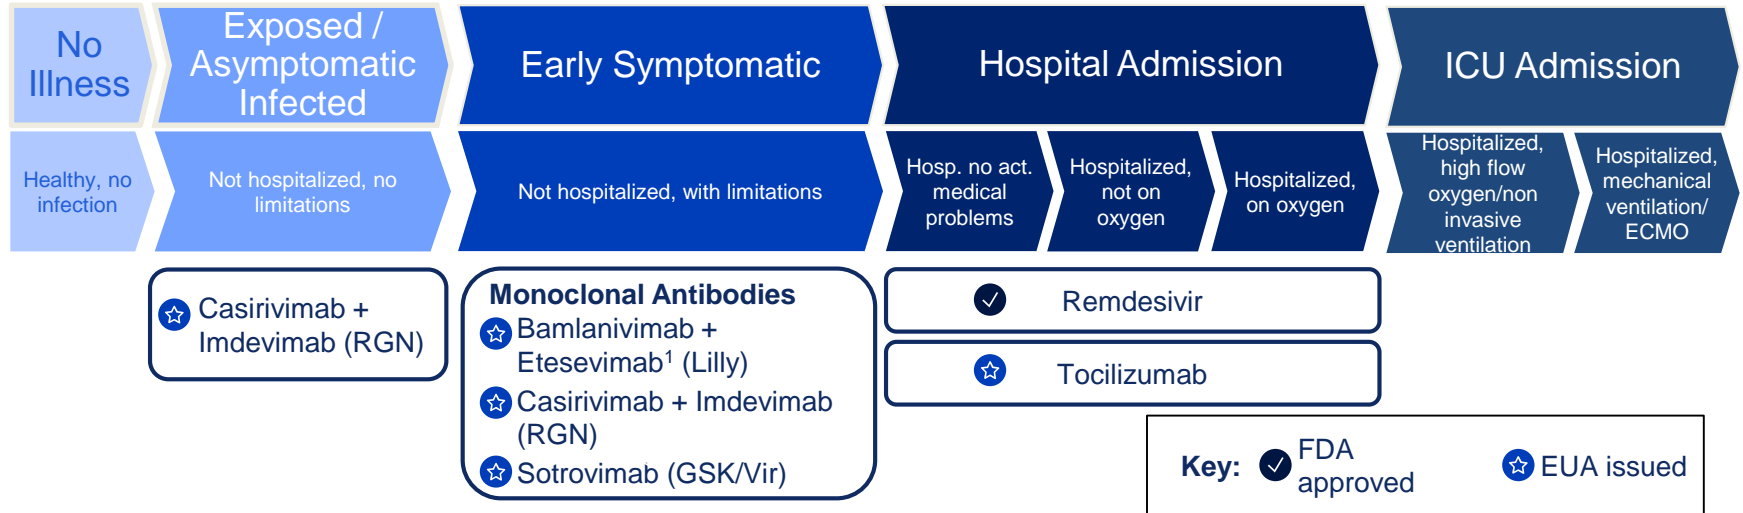 No
Illness
Exposed /
Asymptomatic
Infected
Early Symptomatic
Hospital Admission
ICU Admission
Healthy, no
infection
Not hospitalized, no
limitations
Not hospitalized, with limitations
Hosp. no act.
medical
problems
Hospitalized,
not on
oxygen
Hospitalized,
on oxygen
Hospitalized,
high flow
oxygen/non
invasive
ventilation
Hospitalized,
mechanical
ventilation/
ECMO
Casirivimab +
Imdevimab (RGN)
Monoclonal Antibodies
Bamlanivimab +
Etesevimab¹ (Lilly)
Casirivimab + Imdevimab
(RGN)
Sotrovimab (GSK/Vir)
Remdesivir
Tocilizumab
Key:
FDA
approved
EUA issued